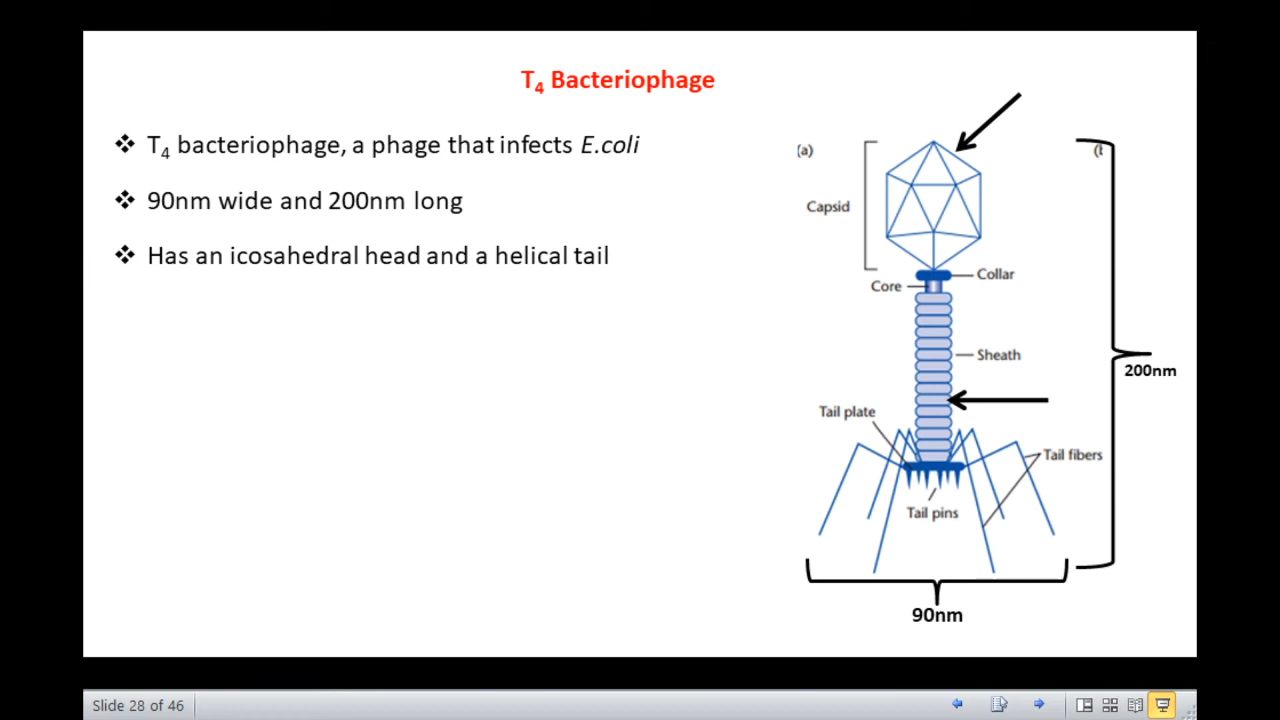 T₄ Bacteriophage
❖ T₄ bacteriophage, a phage that infects E.coli
❖ 90nm wide and 200nm long
❖ Has an icosahedral head and a helical tail
(a)
Capsid
Collar
Core
Sheath
Tail plate
Tail fibers
Tail pins
200nm
90nm
Slide 28 of 46